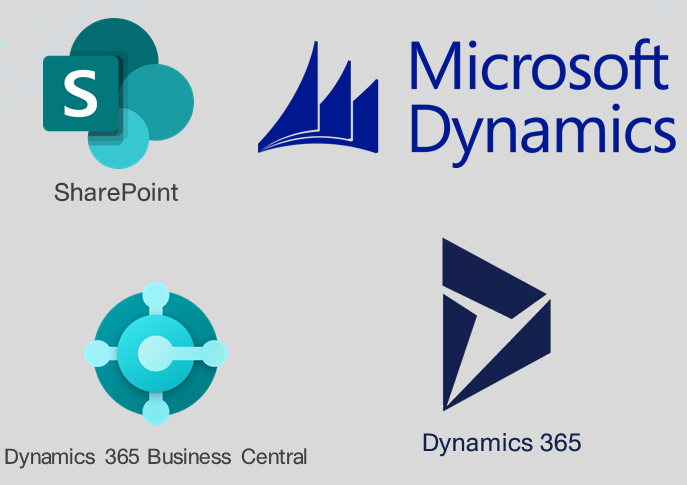 S
SharePoint
Microsoft
Dynamics
Dynamics 365 Business Central
Dynamics 365